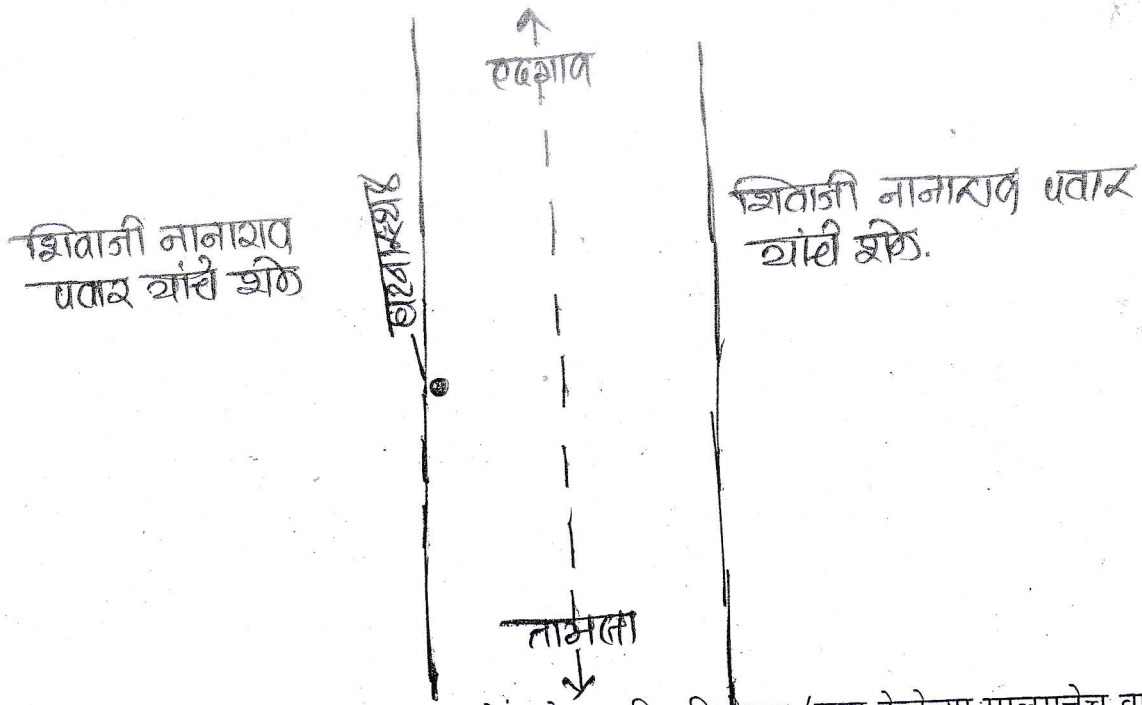 हदगाव
शिवाजी नानाराव पवार
यांचे शेत.
शिवाजी नानाराव
पवार यांचे शेत
घटनास्थळ
तामसा